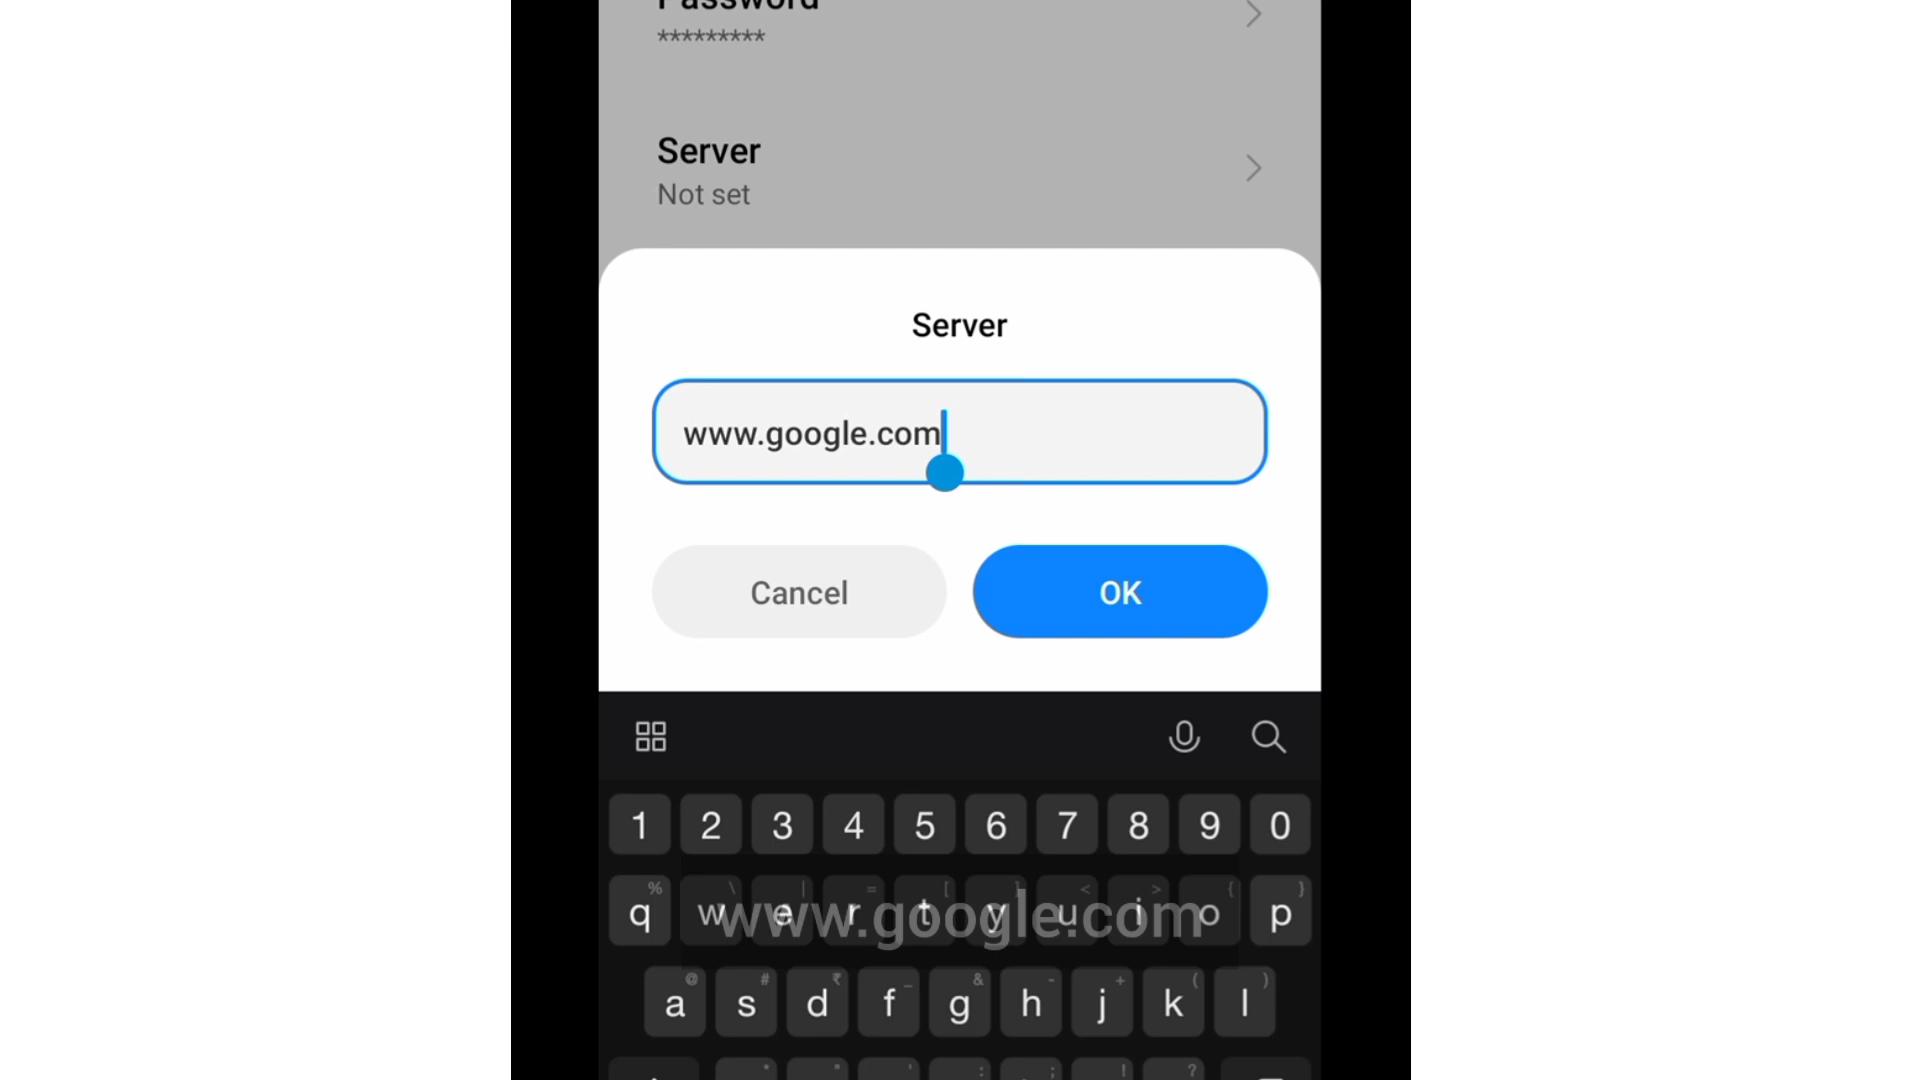 Password
*********
Server
Not set
Server
www.google.com
Cancel
OK
1 2 3 4 5 6 7 8 9 0
% \ | = [ ] < > { }
q w e r t y u i o p
www.google.com
@ # ₹ _ & - + ( )
a s d f g h j k l
* " ' : ; ! ?